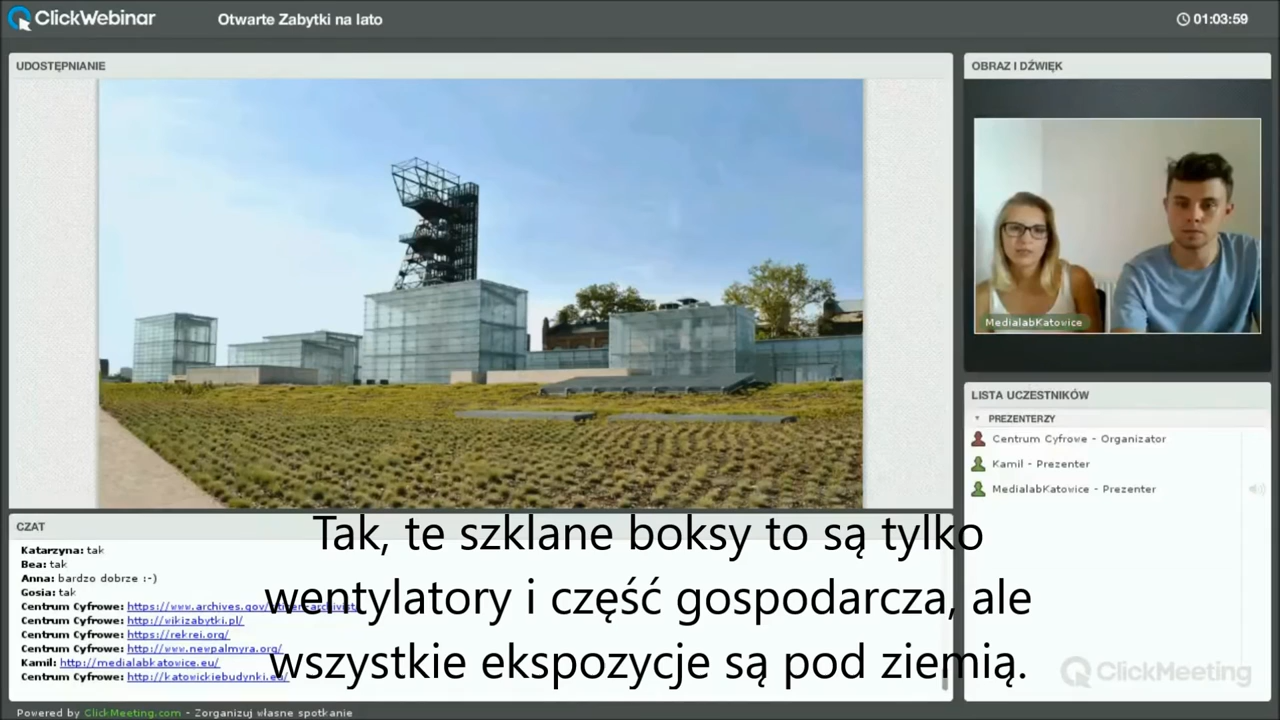 ClickWebinar
Otwarte Zabytki na lato
01:03:59
UDOSTĘPNIANIE
OBRAZ I DŹWIĘK
MedialabKatowice
LISTA UCZESTNIKÓW
PREZENTERZY
Centrum Cyfrowe - Organizator
Kamil - Prezenter
MedialabKatowice - Prezenter
CZAT
Katarzyna: tak
Bea: tak
Anna: bardzo dobrze :-)
Gosia: tak
Centrum Cyfrowe: https://www.archives.gov/citizen-archivist
Centrum Cyfrowe: http://wikizabytki.pl/
Centrum Cyfrowe: https://rekrei.org/
Centrum Cyfrowe: http://www.newpalmyra.org/
Kamil: http://medialabkatowice.eu/
Centrum Cyfrowe: http://katowickiebudynki.eu/
Tak, te szklane boksy to są tylko
wentylatory i część gospodarcza, ale
wszystkie ekspozycje są pod ziemią.
ClickMeeting
Powered by ClickMeeting.com - Zorganizuj własne spotkanie